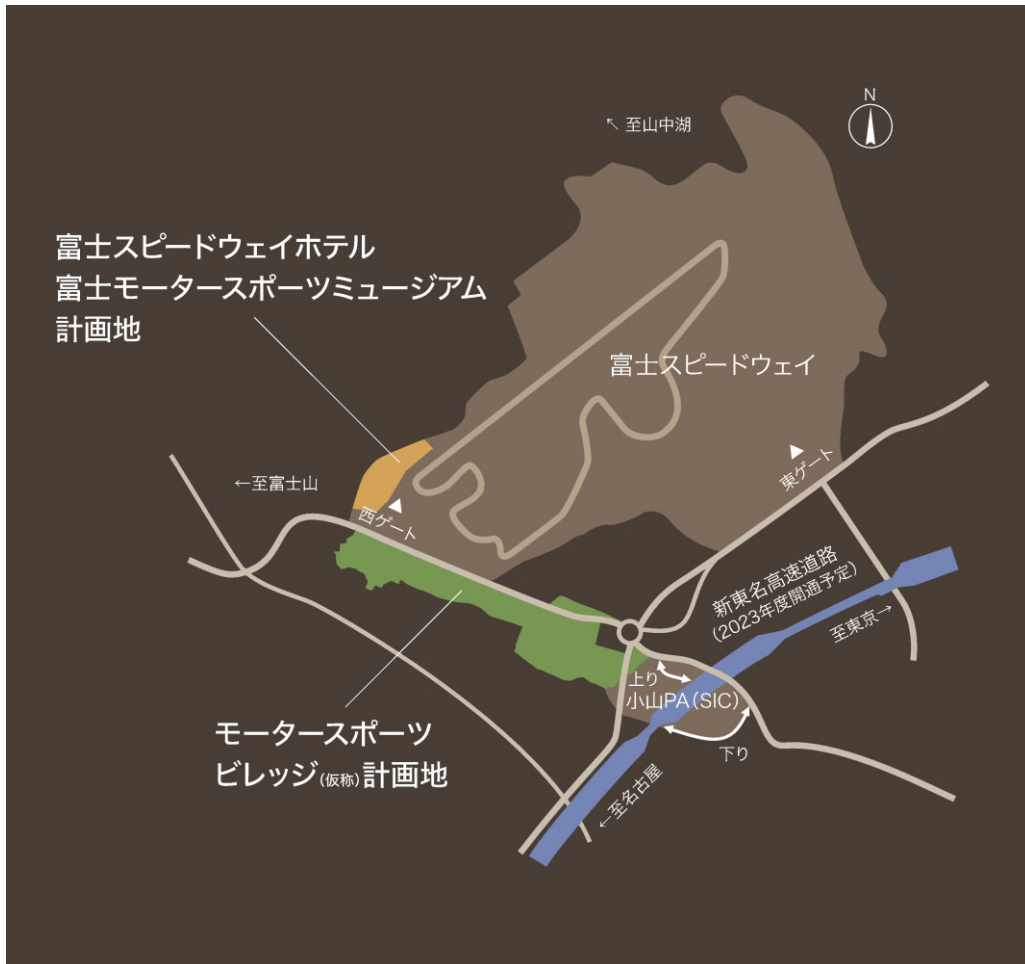 N
↖ 至山中湖
富士スピードウェイホテル
富士モータースポーツミュージアム
計画地
富士スピードウェイ
東ゲート
←至富士山
西ゲート
新東名高速道路
(2023年度開通予定)
至東京→
上り
小山PA(SIC)
下り
モータースポーツ
ビレッジ(仮称)計画地
←至名古屋